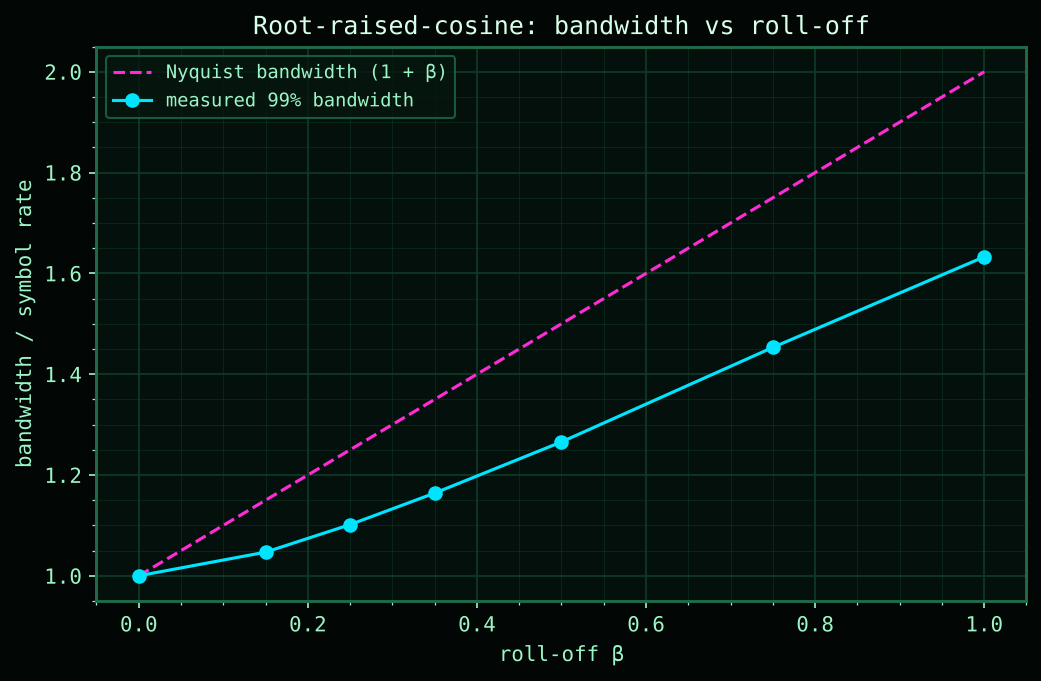 Root-raised-cosine: bandwidth vs roll-off
Nyquist bandwidth (1 + β)
measured 99% bandwidth
bandwidth / symbol rate
2.0
1.8
1.6
1.4
1.2
1.0
0.0 0.2 0.4 0.6 0.8 1.0
roll-off β